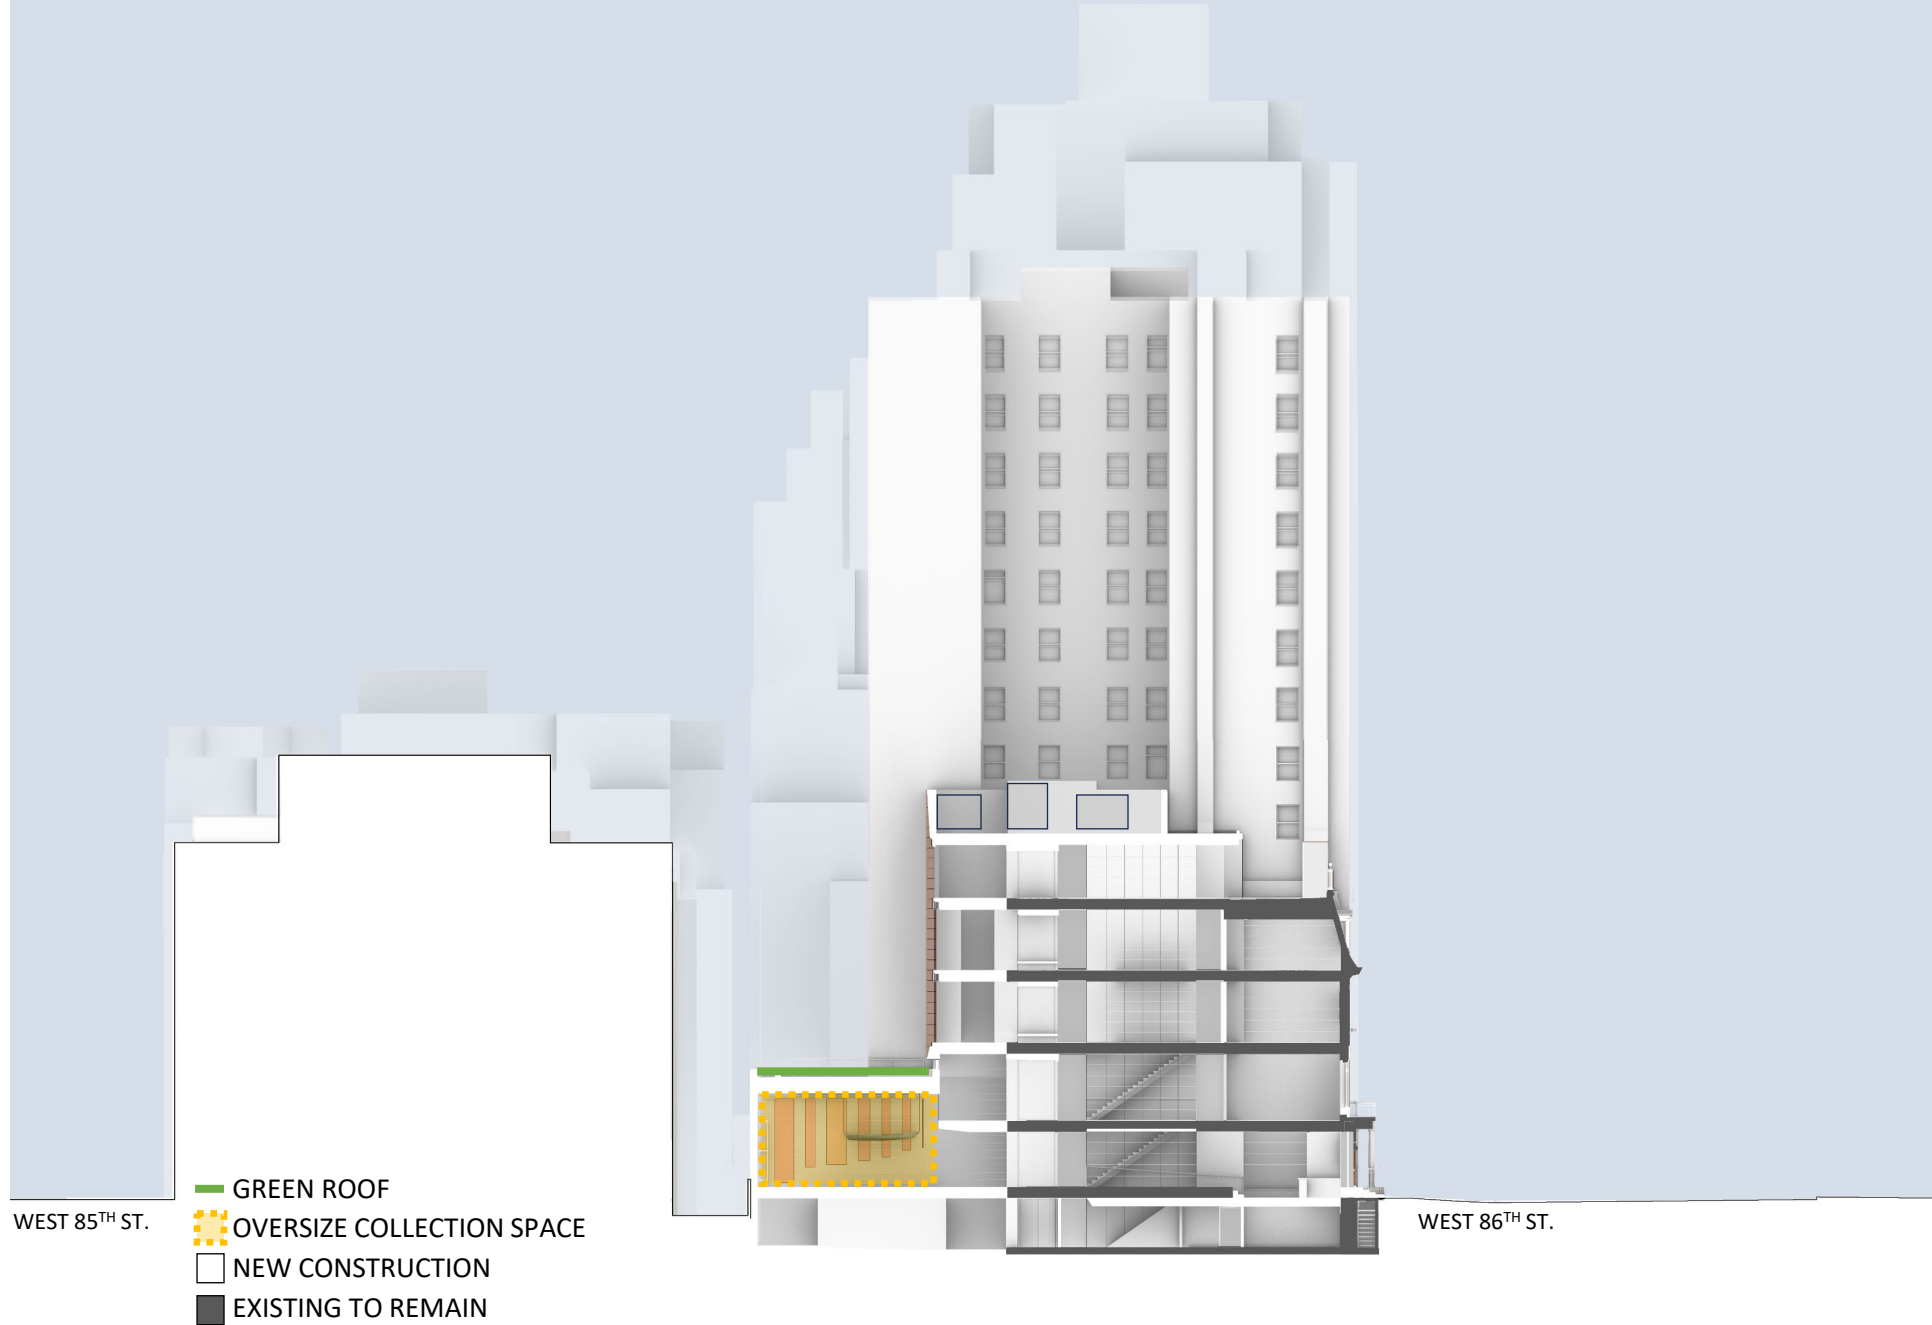 GREEN ROOF
WEST 85TH ST.
OVERSIZE COLLECTION SPACE
WEST 86TH ST.
NEW CONSTRUCTION
EXISTING TO REMAIN